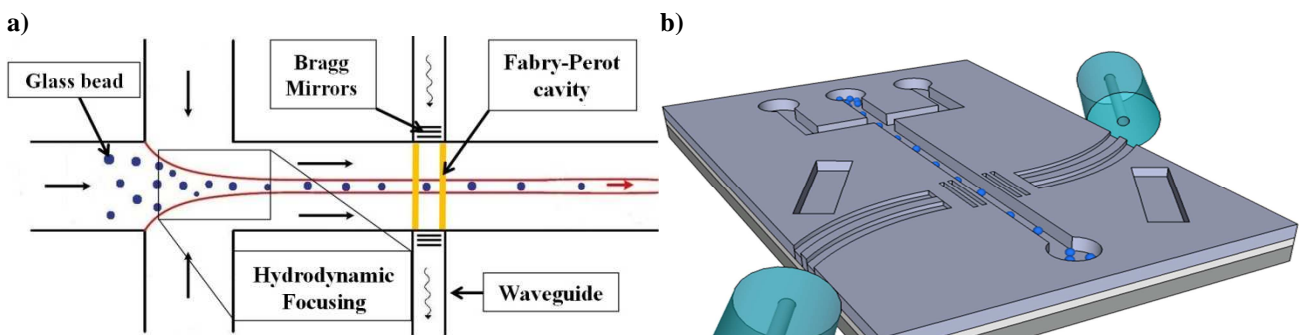 a)
Glass bead
Bragg
Mirrors
Fabry-Perot
cavity
Hydrodynamic
Focusing
Waveguide
b)